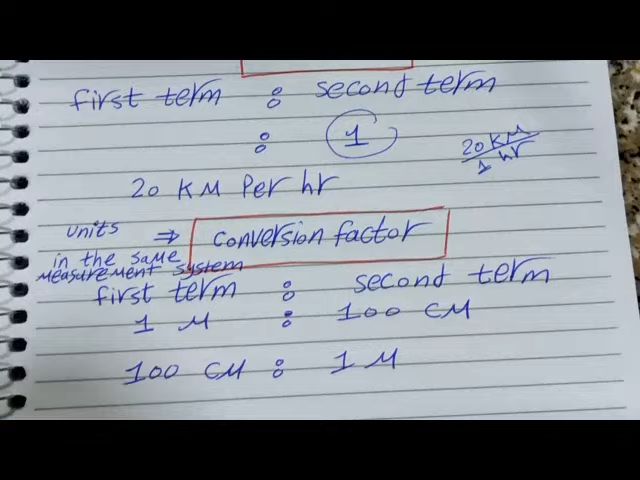 first term : second term
: 1
20 KM
1 hr
20 KM Per hr
units ⇒ conversion factor
in the same
measurement system
first term : second term
1 M : 100 CM
100 CM : 1 M